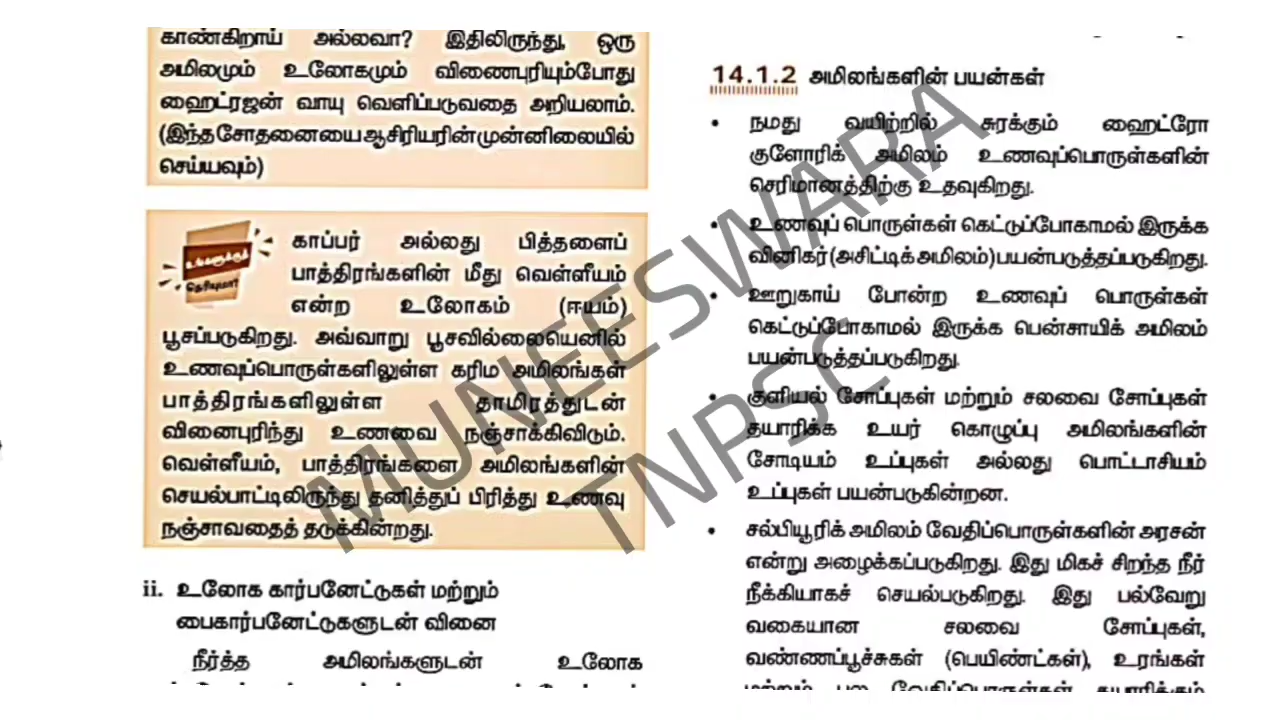 காண்கிறாய் அல்லவா? இதிலிருந்து, ஒரு
அமிலமும் உலோகமும் விணைபுரியும்போது
ஹைட்ரஜன் வாயு வெளிப்படுவதை அறியலாம்.
(இந்த சோதனையை ஆசிரியரின் முன்னிலையில்
செய்யவும்)
உங்களுக்குத்
தெரியுமா?
காப்பர் அல்லது பித்தளைப்
பாத்திரங்களின் மீது வெள்ளீயம்
என்ற உலோகம் (ஈயம்)
பூசப்படுகிறது. அவ்வாறு பூசவில்லையெனில்
உணவுப்பொருள்களிலுள்ள கரிம அமிலங்கள்
பாத்திரங்களிலுள்ள தாமிரத்துடன்
வினைபுரிந்து உணவை நஞ்சாக்கிவிடும்.
வெள்ளீயம், பாத்திரங்களை அமிலங்களின்
செயல்பாட்டிலிருந்து தனித்துப் பிரித்து உணவு
நஞ்சாவதைத் தடுக்கின்றது.
ii. உலோக கார்பனேட்டுகள் மற்றும்
பைகார்பனேட்டுகளுடன் வினை
நீர்த்த அமிலங்களுடன் உலோக
14.1.2 அமிலங்களின் பயன்கள்
• நமது வயிற்றில் சுரக்கும் ஹைட்ரோ
குளோரிக் அமிலம் உணவுப்பொருள்களின்
செரிமானத்திற்கு உதவுகிறது.
• உணவுப் பொருள்கள் கெட்டுப்போகாமல் இருக்க
வினிகர் (அசிட்டிக் அமிலம்) பயன்படுத்தப்படுகிறது.
• ஊறுகாய் போன்ற உணவுப் பொருள்கள்
கெட்டுப்போகாமல் இருக்க பென்சாயிக் அமிலம்
பயன்படுத்தப்படுகிறது.
• குளியல் சோப்புகள் மற்றும் சலவை சோப்புகள்
தயாரிக்க உயர் கொழுப்பு அமிலங்களின்
சோடியம் உப்புகள் அல்லது பொட்டாசியம்
உப்புகள் பயன்படுகின்றன.
• சல்பியூரிக் அமிலம் வேதிப்பொருள்களின் அரசன்
என்று அழைக்கப்படுகிறது. இது மிகச் சிறந்த நீர்
நீக்கியாகச் செயல்படுகிறது. இது பல்வேறு
வகையான சலவை சோப்புகள்,
வண்ணப்பூச்சுகள் (பெயிண்ட்கள்), உரங்கள்
மற்றும் பல வேதிப்பொருள்கள் தயாரிக்கும்
MUNEESWARA
TNPSC